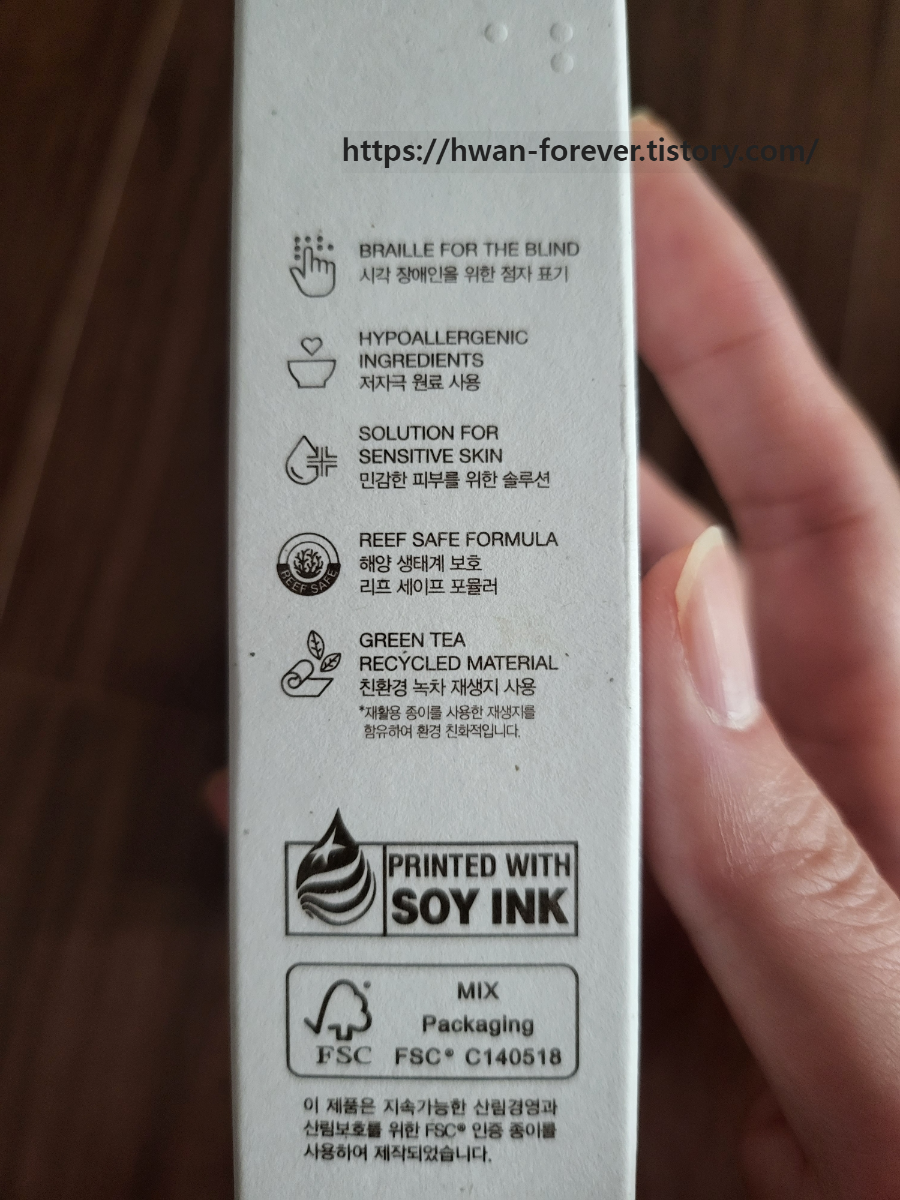 https://hwan-forever.tistory.com/
BRAILLE FOR THE BLIND
시각 장애인을 위한 점자 표기
HYPOALLERGENIC
INGREDIENTS
저자극 원료 사용
SOLUTION FOR
SENSITIVE SKIN
민감한 피부를 위한 솔루션
REEF SAFE FORMULA
해양 생태계 보호
리프 세이프 포뮬러
REEF SAFE
GREEN TEA
RECYCLED MATERIAL
친환경 녹차 재생지 사용
*재활용 종이를 사용한 재생지를
함유하여 환경 친화적입니다.
PRINTED WITH
SOY INK
MIX
Packaging
FSC FSC® C140518
이 제품은 지속가능한 산림경영과
산림보호를 위한 FSC® 인증 종이를
사용하여 제작되었습니다.